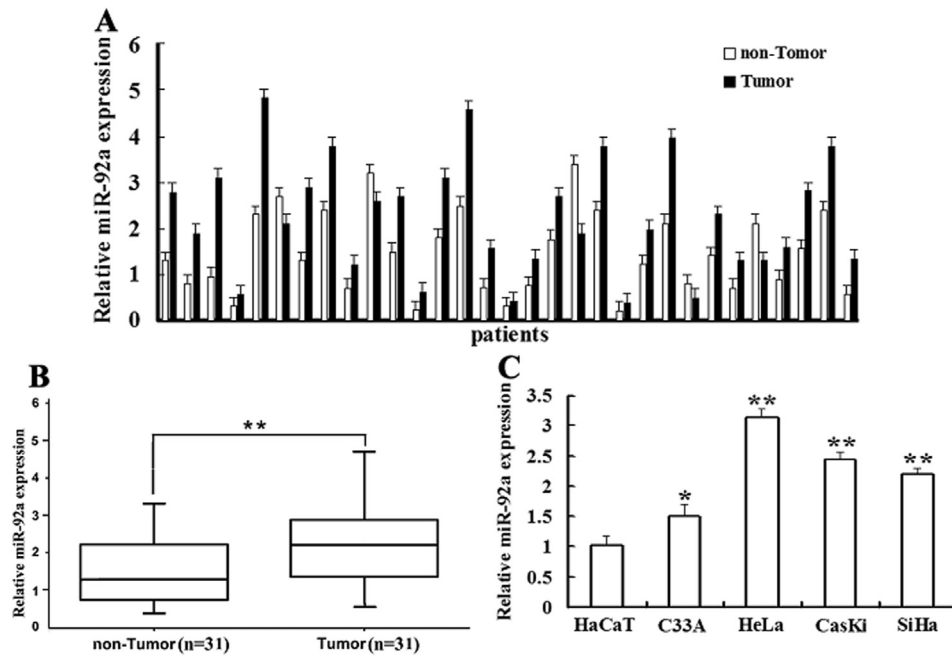 A
Relative miR-92a expression
6
5
4
3
2
1
0
non-Tomor
Tumor
patients
B
Relative miR-92a expression
6
5
4
3
2
1
0
**
non-Tumor(n=31)
Tumor(n=31)
C
Relative miR-92a expression
3.5
3
2.5
2
1.5
1
0.5
0
*
**
**
**
HaCaT
C33A
HeLa
CasKi
SiHa